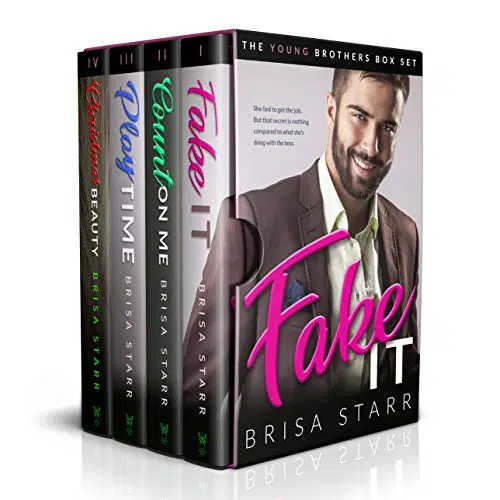 IV
Christmas
BEAUTY
BRISA STARR
III
Play
TIME
BRISA STARR
II
Count
ON ME
BRISA STARR
I
Fake
IT
BRISA STARR
THE YOUNG BROTHERS BOX SET
She lied to get the job.
But that secret is nothing
compared to what she's
doing with the boss.
Fake
IT
BRISA STARR